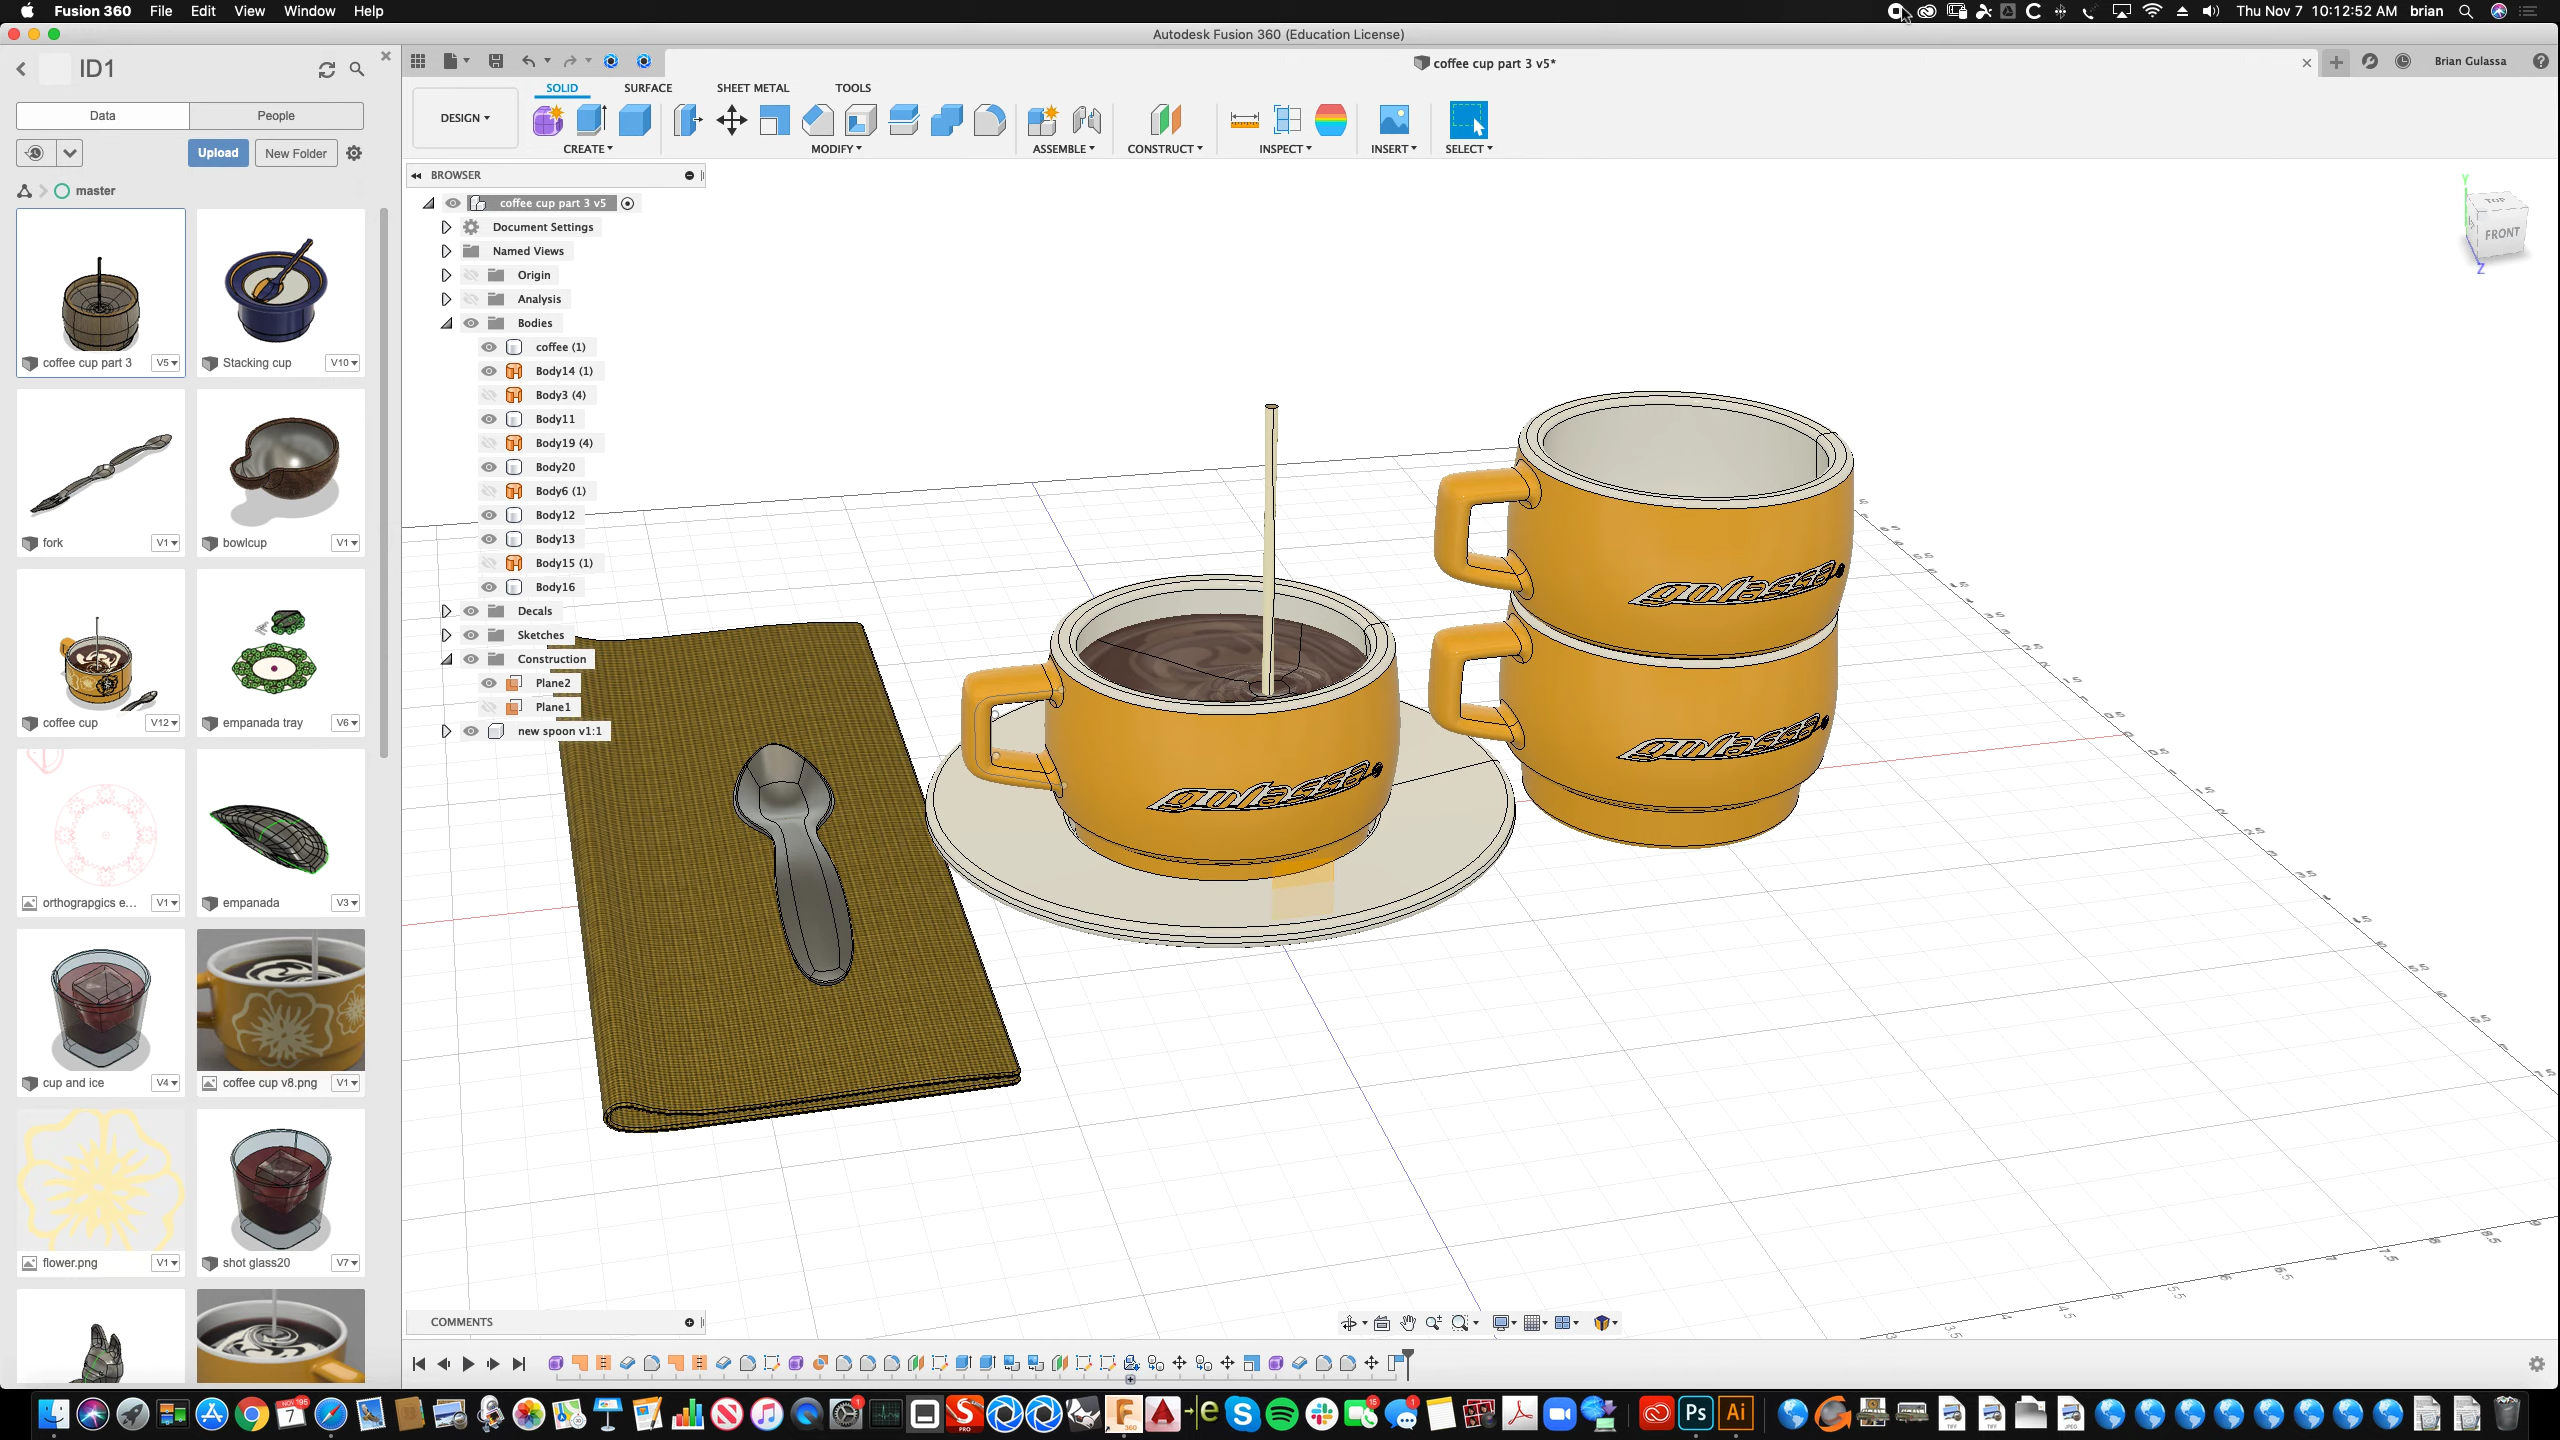 Fusion 360 File Edit View Window Help
Thu Nov 7 10:12:52 AM brian
Autodesk Fusion 360 (Education License)
ID1
coffee cup part 3 v5*
Brian Gulassa
Data People
Upload New Folder
master
DESIGN
SOLID SURFACE SHEET METAL TOOLS
CREATE MODIFY ASSEMBLE CONSTRUCT INSPECT INSERT SELECT
BROWSER
coffee cup part 3 v5
Document Settings
Named Views
Origin
Analysis
Bodies
coffee (1)
Body14 (1)
Body3 (4)
Body11
Body19 (4)
Body20
Body6 (1)
Body12
Body13
Body15 (1)
Body16
Decals
Sketches
Construction
Plane2
Plane1
new spoon v1:1
coffee cup part 3 V5
Stacking cup V10
fork V1
bowlcup V1
coffee cup V12
empanada tray V6
orthograpgics e... V1
empanada V3
cup and ice V4
coffee cup v8.png V1
flower.png V1
shot glass20 V7
Y
TOP
FRONT
Z
gulassa
gulassa
gulassa
COMMENTS